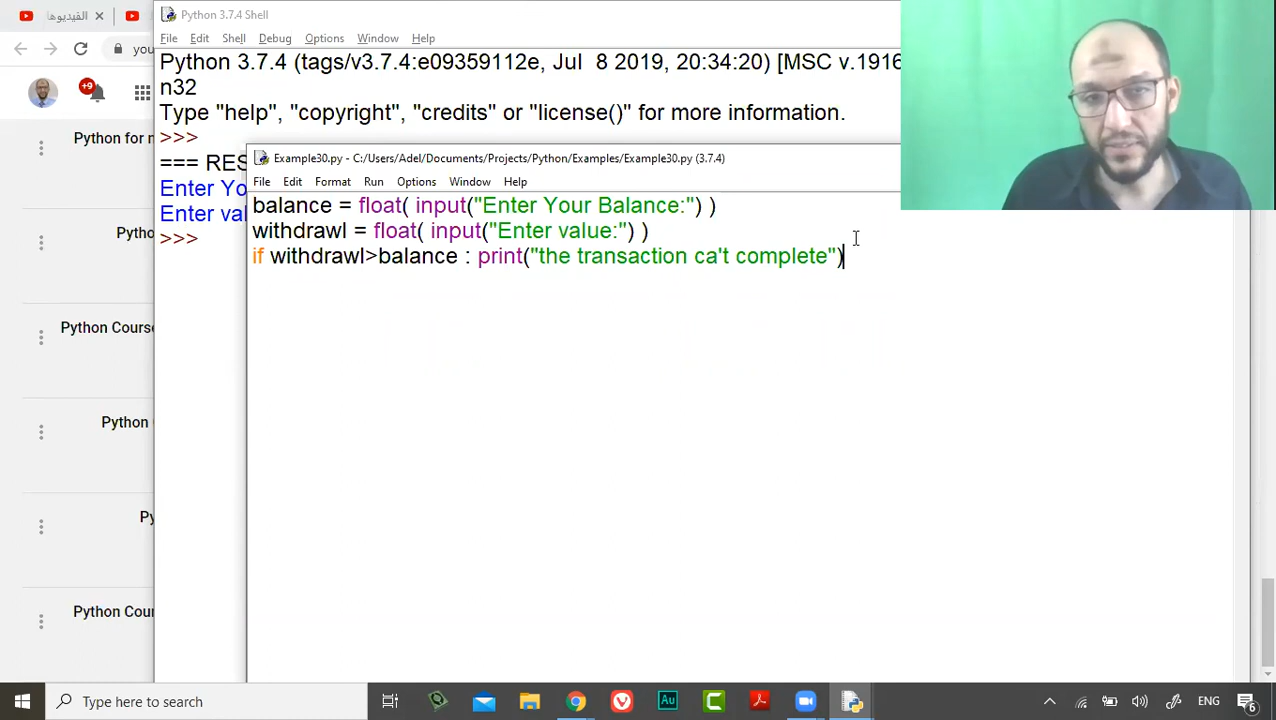 الفيديوها
Python 3.7.4 Shell
File Edit Shell Debug Options Window Help
you
Python 3.7.4 (tags/v3.7.4:e09359112e, Jul 8 2019, 20:34:20) [MSC v.1916
n32
Type "help", "copyright", "credits" or "license()" for more information.
>>>
=== RES
Enter Yo
Enter val
>>>
+9
Python for m
Pytho
Python Course
Python
Py
Python Cour
Example30.py - C:/Users/Adel/Documents/Projects/Python/Examples/Example30.py (3.7.4)
File Edit Format Run Options Window Help
balance = float( input("Enter Your Balance:") )
withdrawl = float( input("Enter value:") )
if withdrawl>balance : print("the transaction ca't complete")
Type here to search
Au
ENG
6